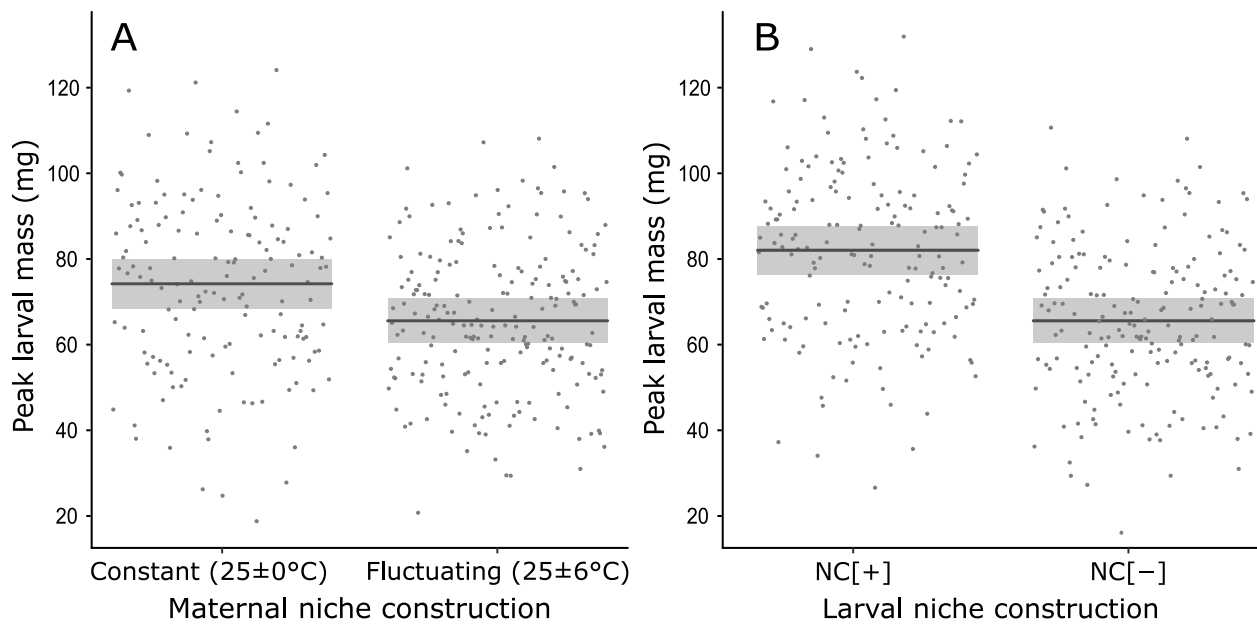 A
Peak larval mass (mg)
120
100
80
60
40
20
Constant (25±0°C) Fluctuating (25±6°C)
Maternal niche construction
B
Peak larval mass (mg)
120
100
80
60
40
20
NC[+] NC[−]
Larval niche construction